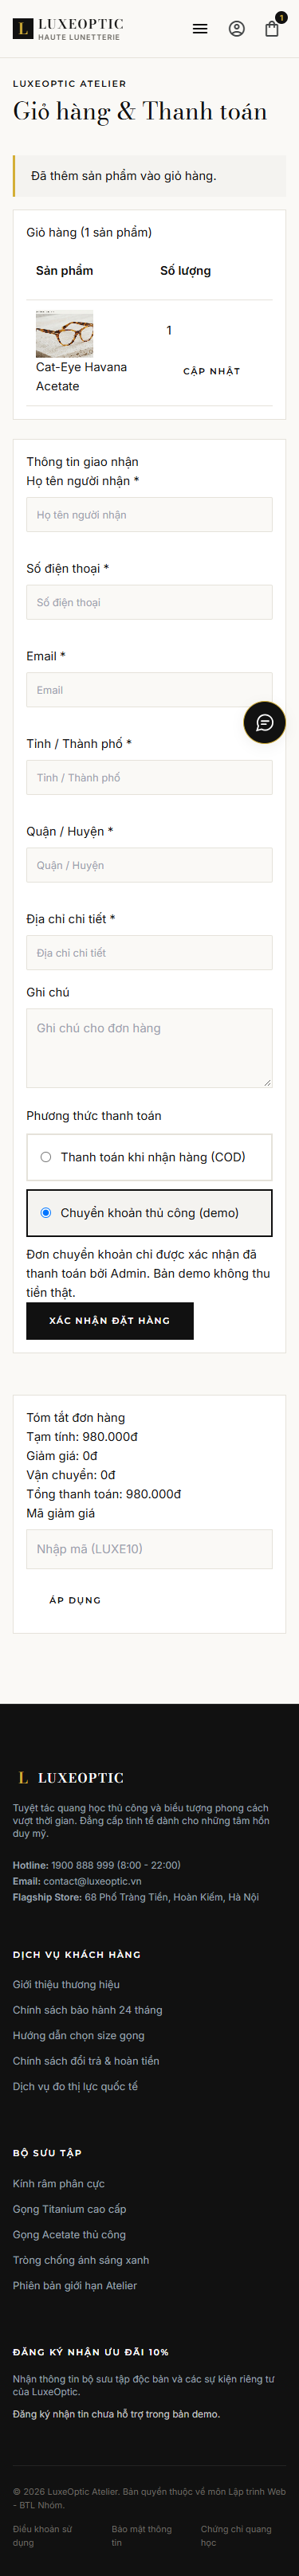 L LUXEOPTIC
HAUTE LUNETTERIE
1
LUXEOPTIC ATELIER
Giỏ hàng & Thanh toán
Đã thêm sản phẩm vào giỏ hàng.
Giỏ hàng (1 sản phẩm)
Sản phẩm Số lượng
1
Cat-Eye Havana
Acetate
CẬP NHẬT
Thông tin giao nhận
Họ tên người nhận *
Họ tên người nhận
Số điện thoại *
Số điện thoại
Email *
Email
Tỉnh / Thành phố *
Tỉnh / Thành phố
Quận / Huyện *
Quận / Huyện
Địa chỉ chi tiết *
Địa chỉ chi tiết
Ghi chú
Ghi chú cho đơn hàng
Phương thức thanh toán
Thanh toán khi nhận hàng (COD)
Chuyển khoản thủ công (demo)
Đơn chuyển khoản chỉ được xác nhận đã
thanh toán bởi Admin. Bản demo không thu
tiền thật.
XÁC NHẬN ĐẶT HÀNG
Tóm tắt đơn hàng
Tạm tính: 980.000đ
Giảm giá: 0đ
Vận chuyển: 0đ
Tổng thanh toán: 980.000đ
Mã giảm giá
Nhập mã (LUXE10)
ÁP DỤNG
L LUXEOPTIC
Tuyệt tác quang học thủ công và biểu tượng phong cách
vượt thời gian. Đẳng cấp tinh tế dành cho những tâm hồn
duy mỹ.
Hotline: 1900 888 999 (8:00 - 22:00)
Email: contact@luxeoptic.vn
Flagship Store: 68 Phố Tràng Tiền, Hoàn Kiếm, Hà Nội
DỊCH VỤ KHÁCH HÀNG
Giới thiệu thương hiệu
Chính sách bảo hành 24 tháng
Hướng dẫn chọn size gọng
Chính sách đổi trả & hoàn tiền
Dịch vụ đo thị lực quốc tế
BỘ SƯU TẬP
Kính râm phân cực
Gọng Titanium cao cấp
Gọng Acetate thủ công
Tròng chống ánh sáng xanh
Phiên bản giới hạn Atelier
ĐĂNG KÝ NHẬN ƯU ĐÃI 10%
Nhận thông tin bộ sưu tập độc bản và các sự kiện riêng tư
của LuxeOptic.
Đăng ký nhận tin chưa hỗ trợ trong bản demo.
© 2026 LuxeOptic Atelier. Bản quyền thuộc về môn Lập trình Web
- BTL Nhóm.
Điều khoản sử Bảo mật thông Chứng chỉ quang
dụng tin học